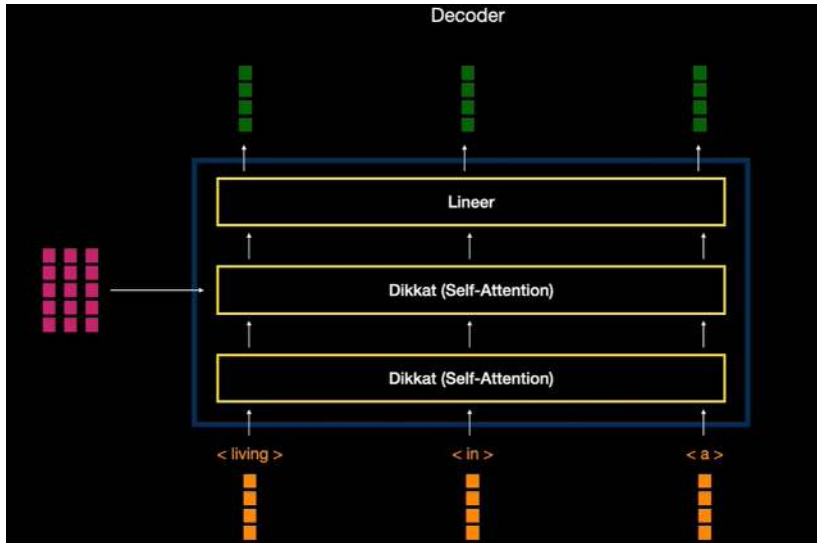 Decoder
Lineer
Dikkat (Self-Attention)
Dikkat (Self-Attention)
< living >
< in >
< a >